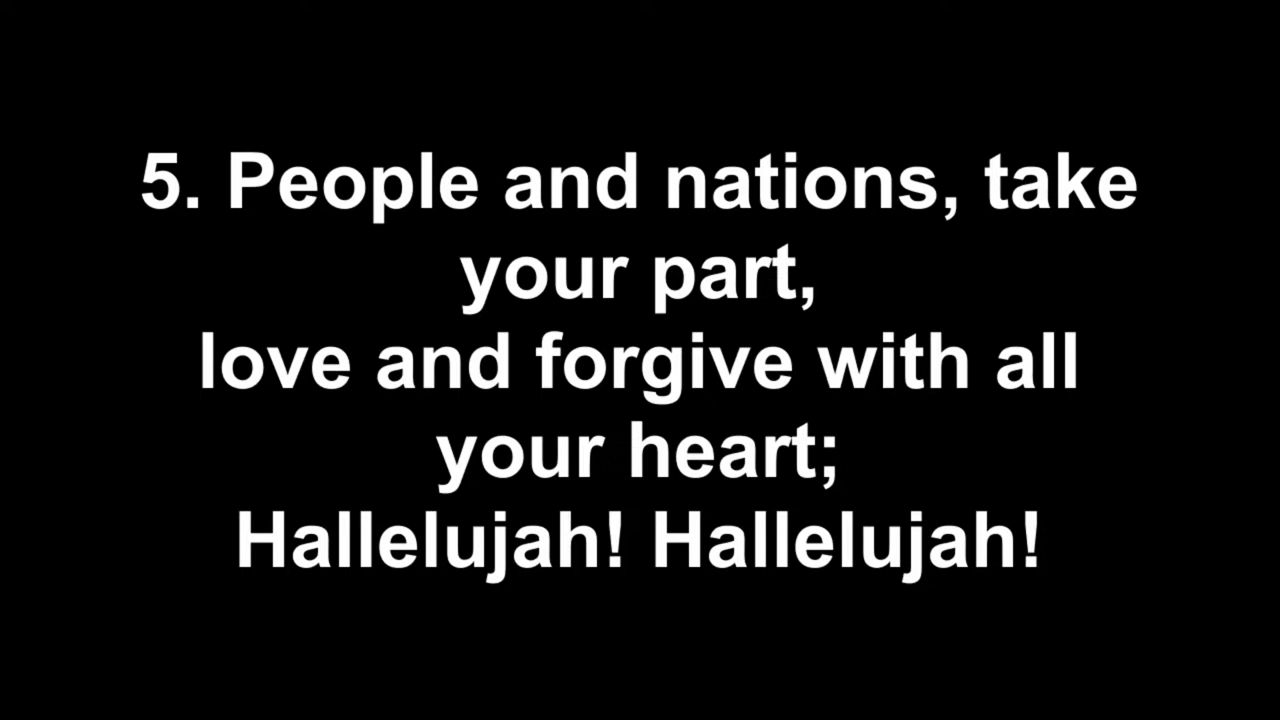 5. People and nations, take
your part,
love and forgive with all
your heart;
Hallelujah! Hallelujah!